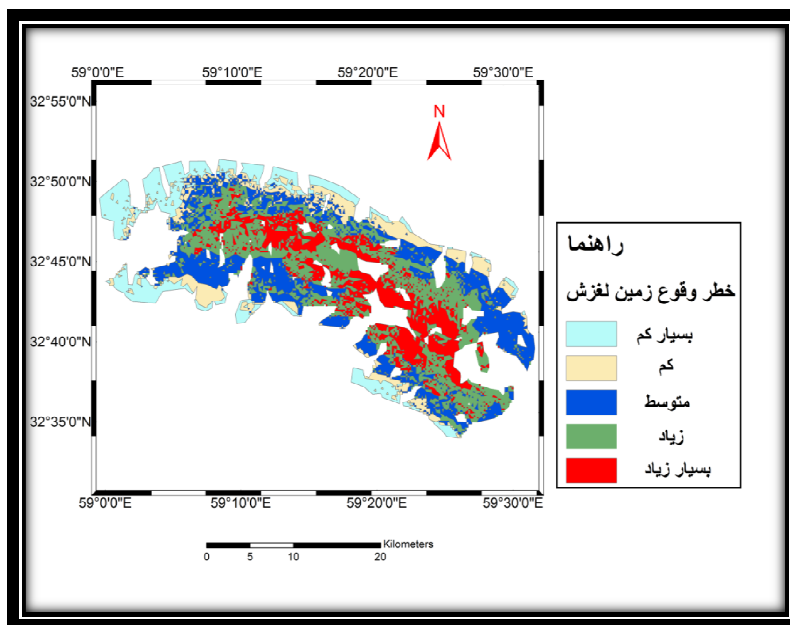 59°0'0"E 59°10'0"E 59°20'0"E 59°30'0"E
32°55'0"N
N
32°50'0"N
راهنما
32°45'0"N
خطر وقوع زمین لغزش
بسیار کم
32°40'0"N
کم
متوسط
32°35'0"N
زیاد
بسیار زیاد
59°0'0"E 59°10'0"E 59°20'0"E 59°30'0"E
Kilometers
0 5 10 20